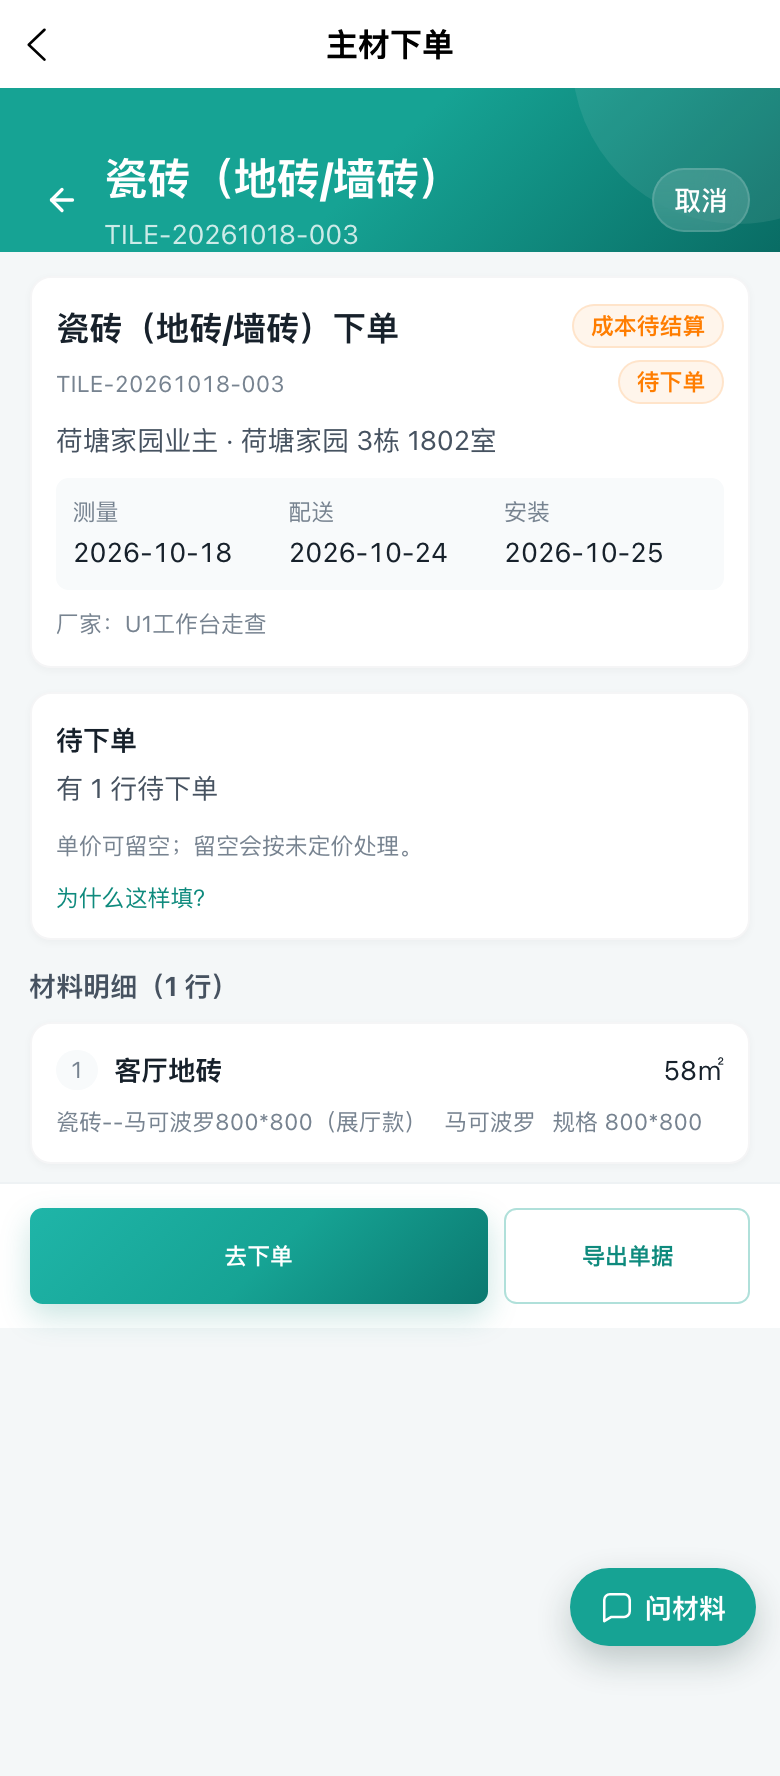 主材下单
瓷砖（地砖/墙砖）
TILE-20261018-003
取消
瓷砖（地砖/墙砖）下单
成本待结算
TILE-20261018-003
待下单
荷塘家园业主 · 荷塘家园 3栋 1802室
测量 配送 安装
2026-10-18 2026-10-24 2026-10-25
厂家：U1工作台走查
待下单
有 1 行待下单
单价可留空；留空会按未定价处理。
为什么这样填?
材料明细（1 行）
1 客厅地砖 58㎡
瓷砖--马可波罗800*800（展厅款） 马可波罗 规格 800*800
去下单 导出单据
问材料